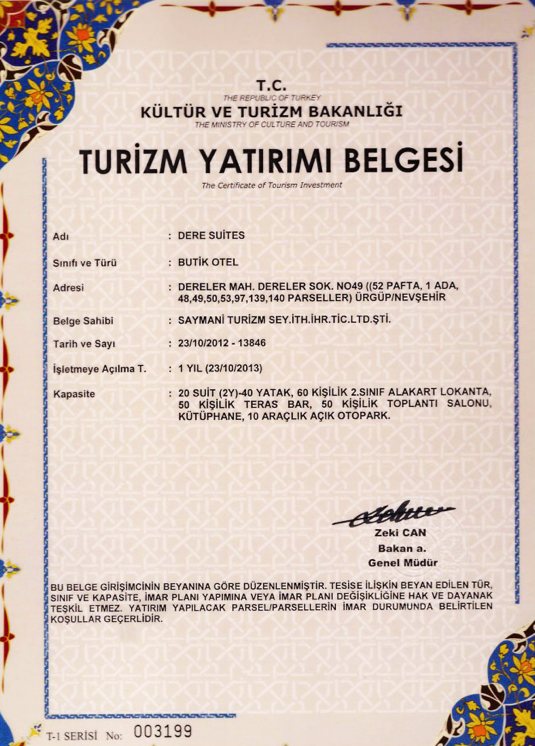 T.C.
THE REPUBLIC OF TURKEY
KÜLTÜR VE TURİZM BAKANLIĞI
THE MINISTRY OF CULTURE AND TOURISM
TURİZM YATIRIMI BELGESİ
The Certificate of Tourism Investment
Adı : DERE SUİTES
Sınıfı ve Türü : BUTİK OTEL
Adresi : DERELER MAH. DERELER SOK. NO49 ((52 PAFTA, 1 ADA,
48,49,50,53,97,139,140 PARSELLER) ÜRGÜP/NEVŞEHİR
Belge Sahibi : SAYMANİ TURİZM SEY.İTH.İHR.TİC.LTD.ŞTİ.
Tarih ve Sayı : 23/10/2012 - 13846
İşletmeye Açılma T. : 1 YIL (23/10/2013)
Kapasite : 20 SUİT (2Y)-40 YATAK, 60 KİŞİLİK 2.SINIF ALAKART LOKANTA,
50 KİŞİLİK TERAS BAR, 50 KİŞİLİK TOPLANTI SALONU,
KÜTÜPHANE, 10 ARAÇLIK AÇIK OTOPARK.
Zeki CAN
Bakan a.
Genel Müdür
BU BELGE GİRİŞİMCİNİN BEYANINA GÖRE DÜZENLENMİŞTİR. TESİSE İLİŞKİN BEYAN EDİLEN TÜR,
SINIF VE KAPASİTE, İMAR PLANI YAPIMINA VEYA İMAR PLANI DEĞİŞİKLİĞİNE HAK VE DAYANAK
TEŞKİL ETMEZ. YATIRIM YAPILACAK PARSEL/PARSELLERİN İMAR DURUMUNDA BELİRTİLEN
KOŞULLAR GEÇERLİDİR.
T-1 SERİSİ No: 003199